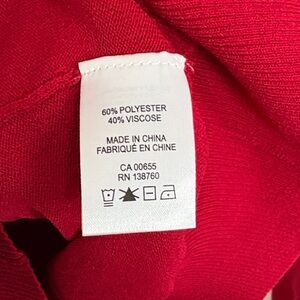 60% POLYESTER
40% VISCOSE
MADE IN CHINA
FABRIQUÉ EN CHINE
CA 00655
RN 138760